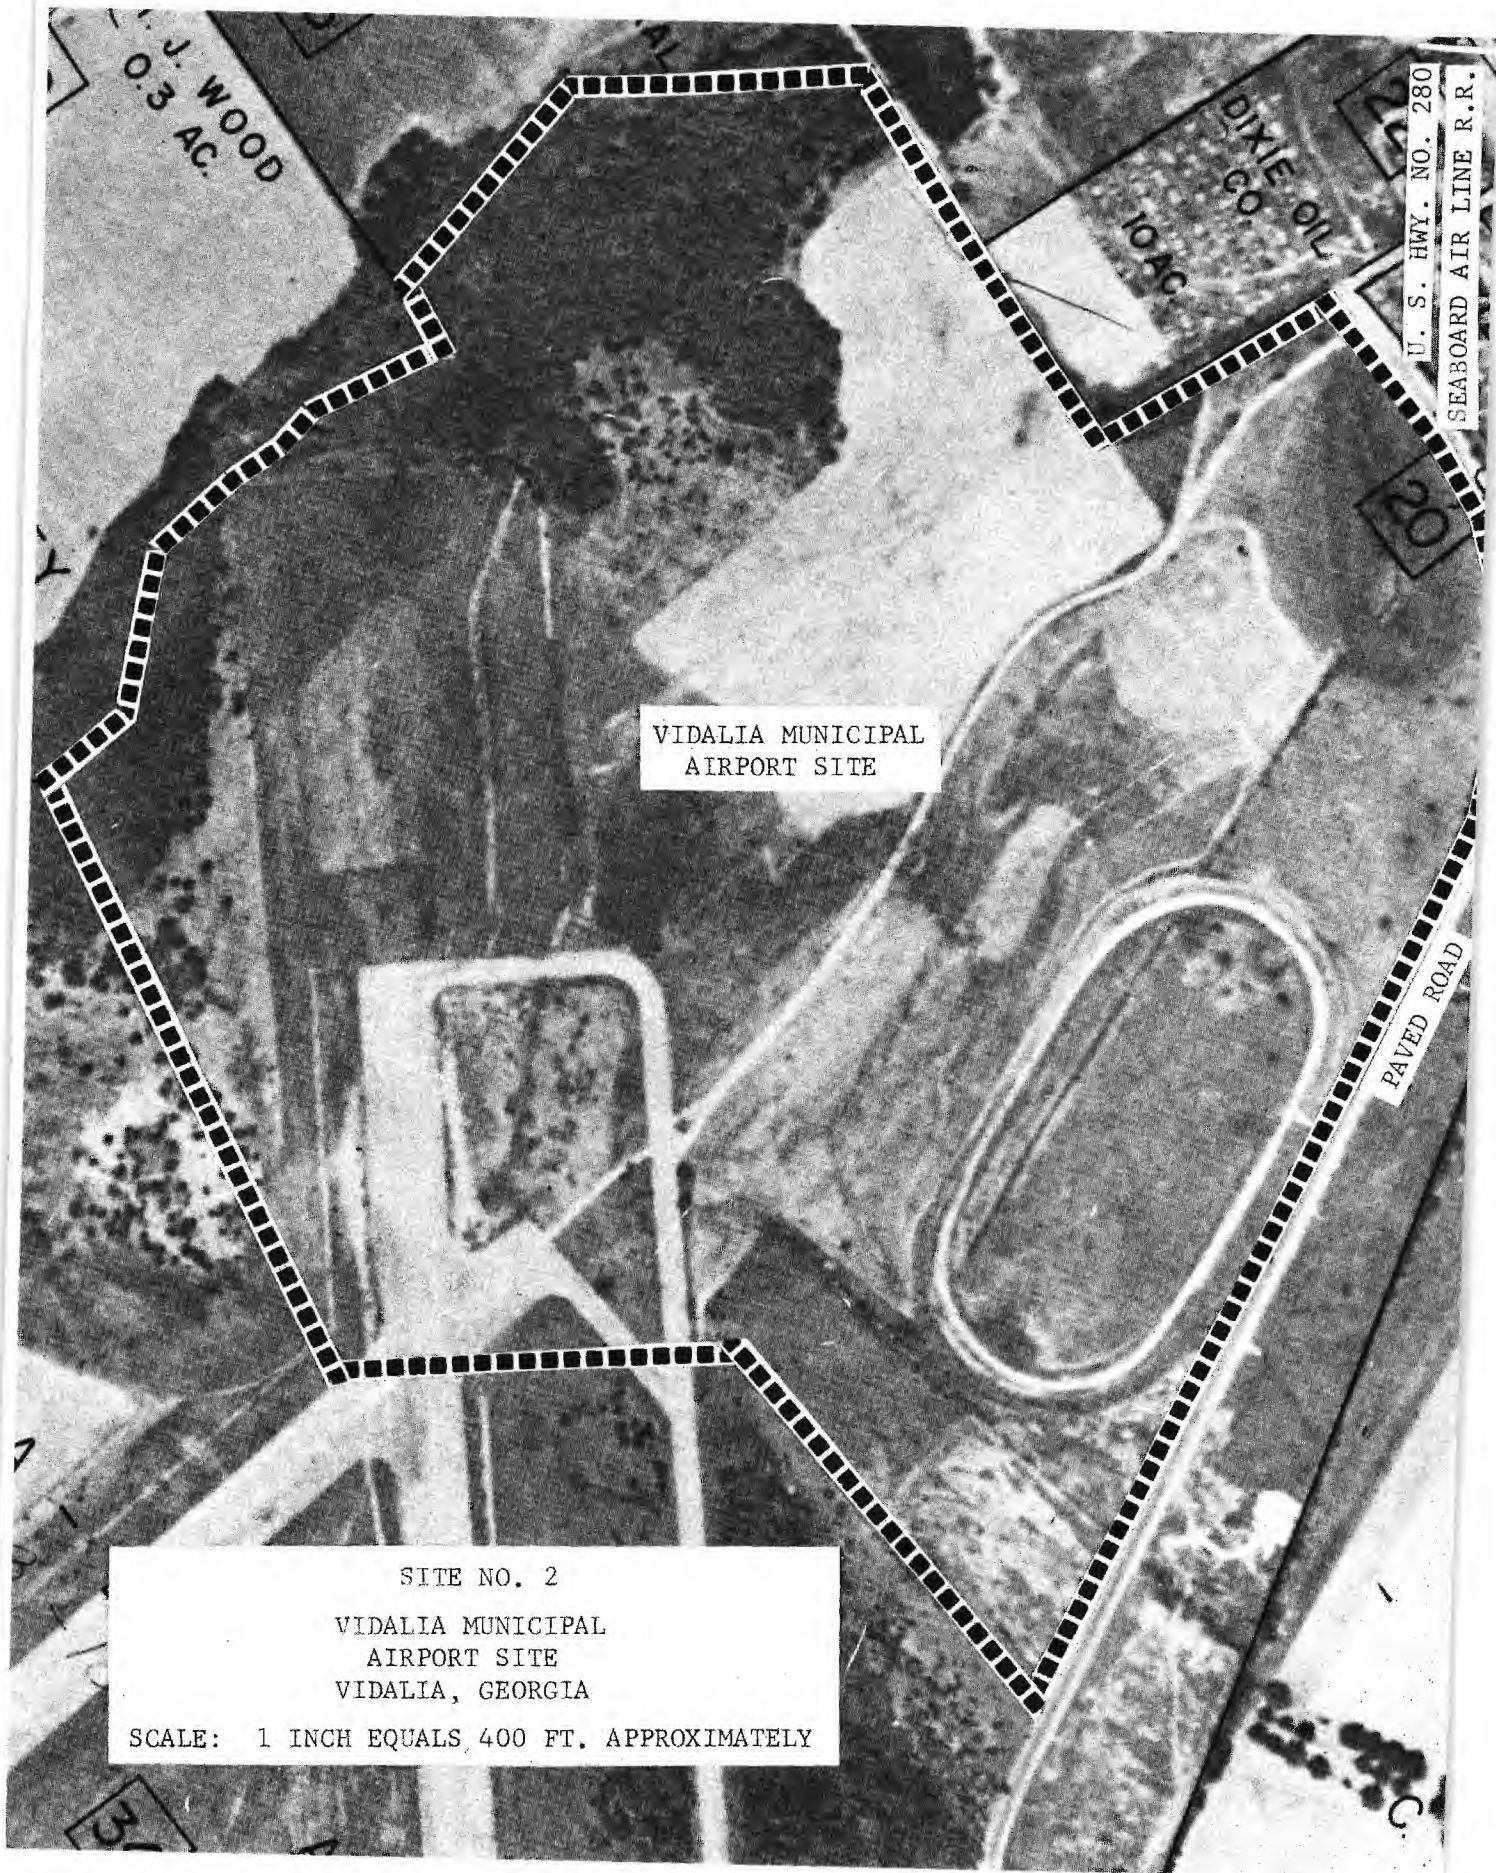 J. WOOD
0.3 AC.
DIXIE OIL
CO.
10 AC
U. S. HWY. NO. 280
SEABOARD AIR LINE R.R.
20
VIDALIA MUNICIPAL
AIRPORT SITE
PAVED ROAD
SITE NO. 2
VIDALIA MUNICIPAL
AIRPORT SITE
VIDALIA, GEORGIA
SCALE: 1 INCH EQUALS 400 FT. APPROXIMATELY
C.